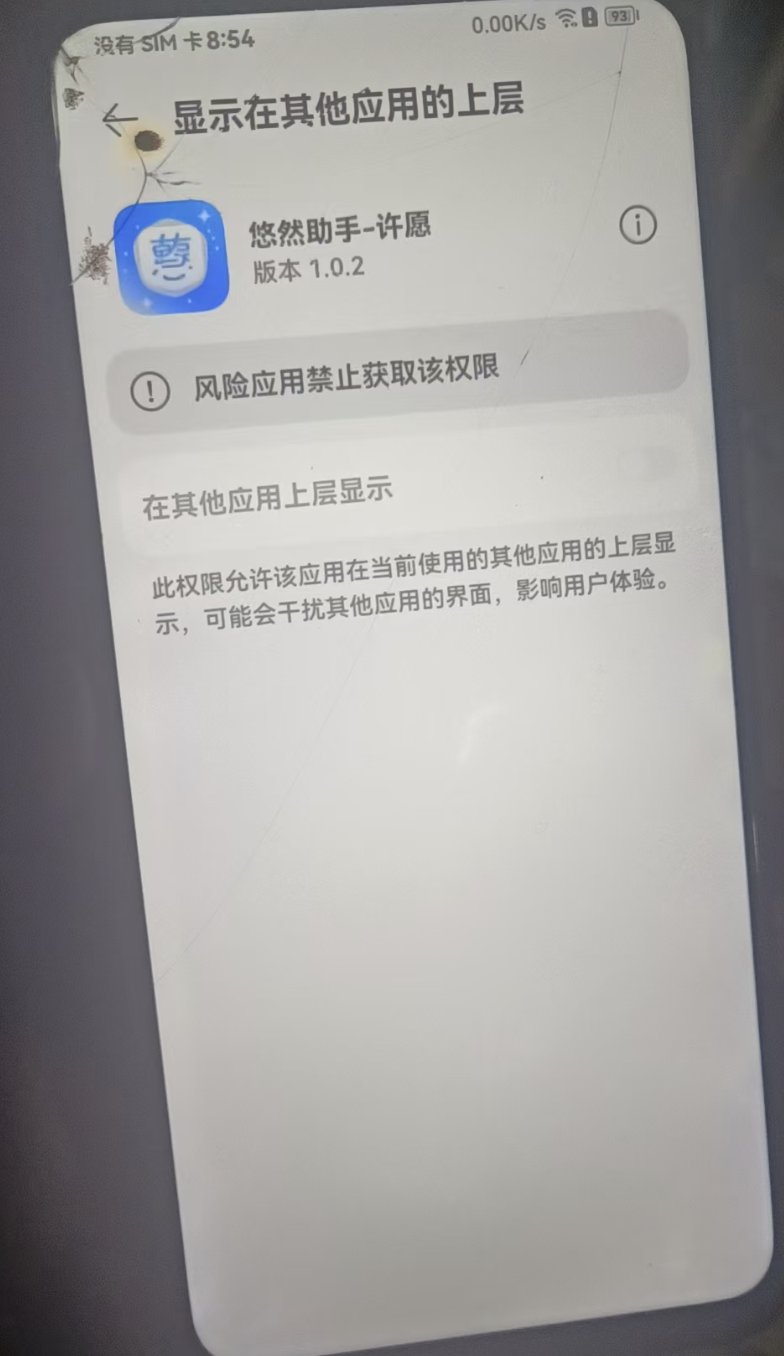 没有 SIM 卡 8:54
0.00K/s
93
显示在其他应用的上层
悠然助手-许愿
版本 1.0.2
风险应用禁止获取该权限
在其他应用上层显示
此权限允许该应用在当前使用的其他应用的上层显
示，可能会干扰其他应用的界面，影响用户体验。